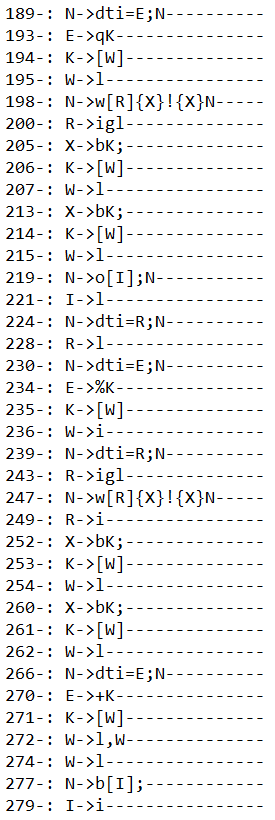 189-: N->dti=E;N----------
193-: E->qK---------------
194-: K->[W]--------------
195-: W->l----------------
198-: N->w[R]{X}!{X}N-----
200-: R->igl--------------
205-: X->bK;--------------
206-: K->[W]--------------
207-: W->l----------------
213-: X->bK;--------------
214-: K->[W]--------------
215-: W->l----------------
219-: N->o[I];N-----------
221-: I->l----------------
224-: N->dti=R;N----------
228-: R->l----------------
230-: N->dti=E;N----------
234-: E->%K---------------
235-: K->[W]--------------
236-: W->i----------------
239-: N->dti=R;N----------
243-: R->igl--------------
247-: N->w[R]{X}!{X}N-----
249-: R->i----------------
252-: X->bK;--------------
253-: K->[W]--------------
254-: W->l----------------
260-: X->bK;--------------
261-: K->[W]--------------
262-: W->l----------------
266-: N->dti=E;N----------
270-: E->+K---------------
271-: K->[W]--------------
272-: W->l,W--------------
274-: W->l----------------
277-: N->b[I];------------
279-: I->i----------------